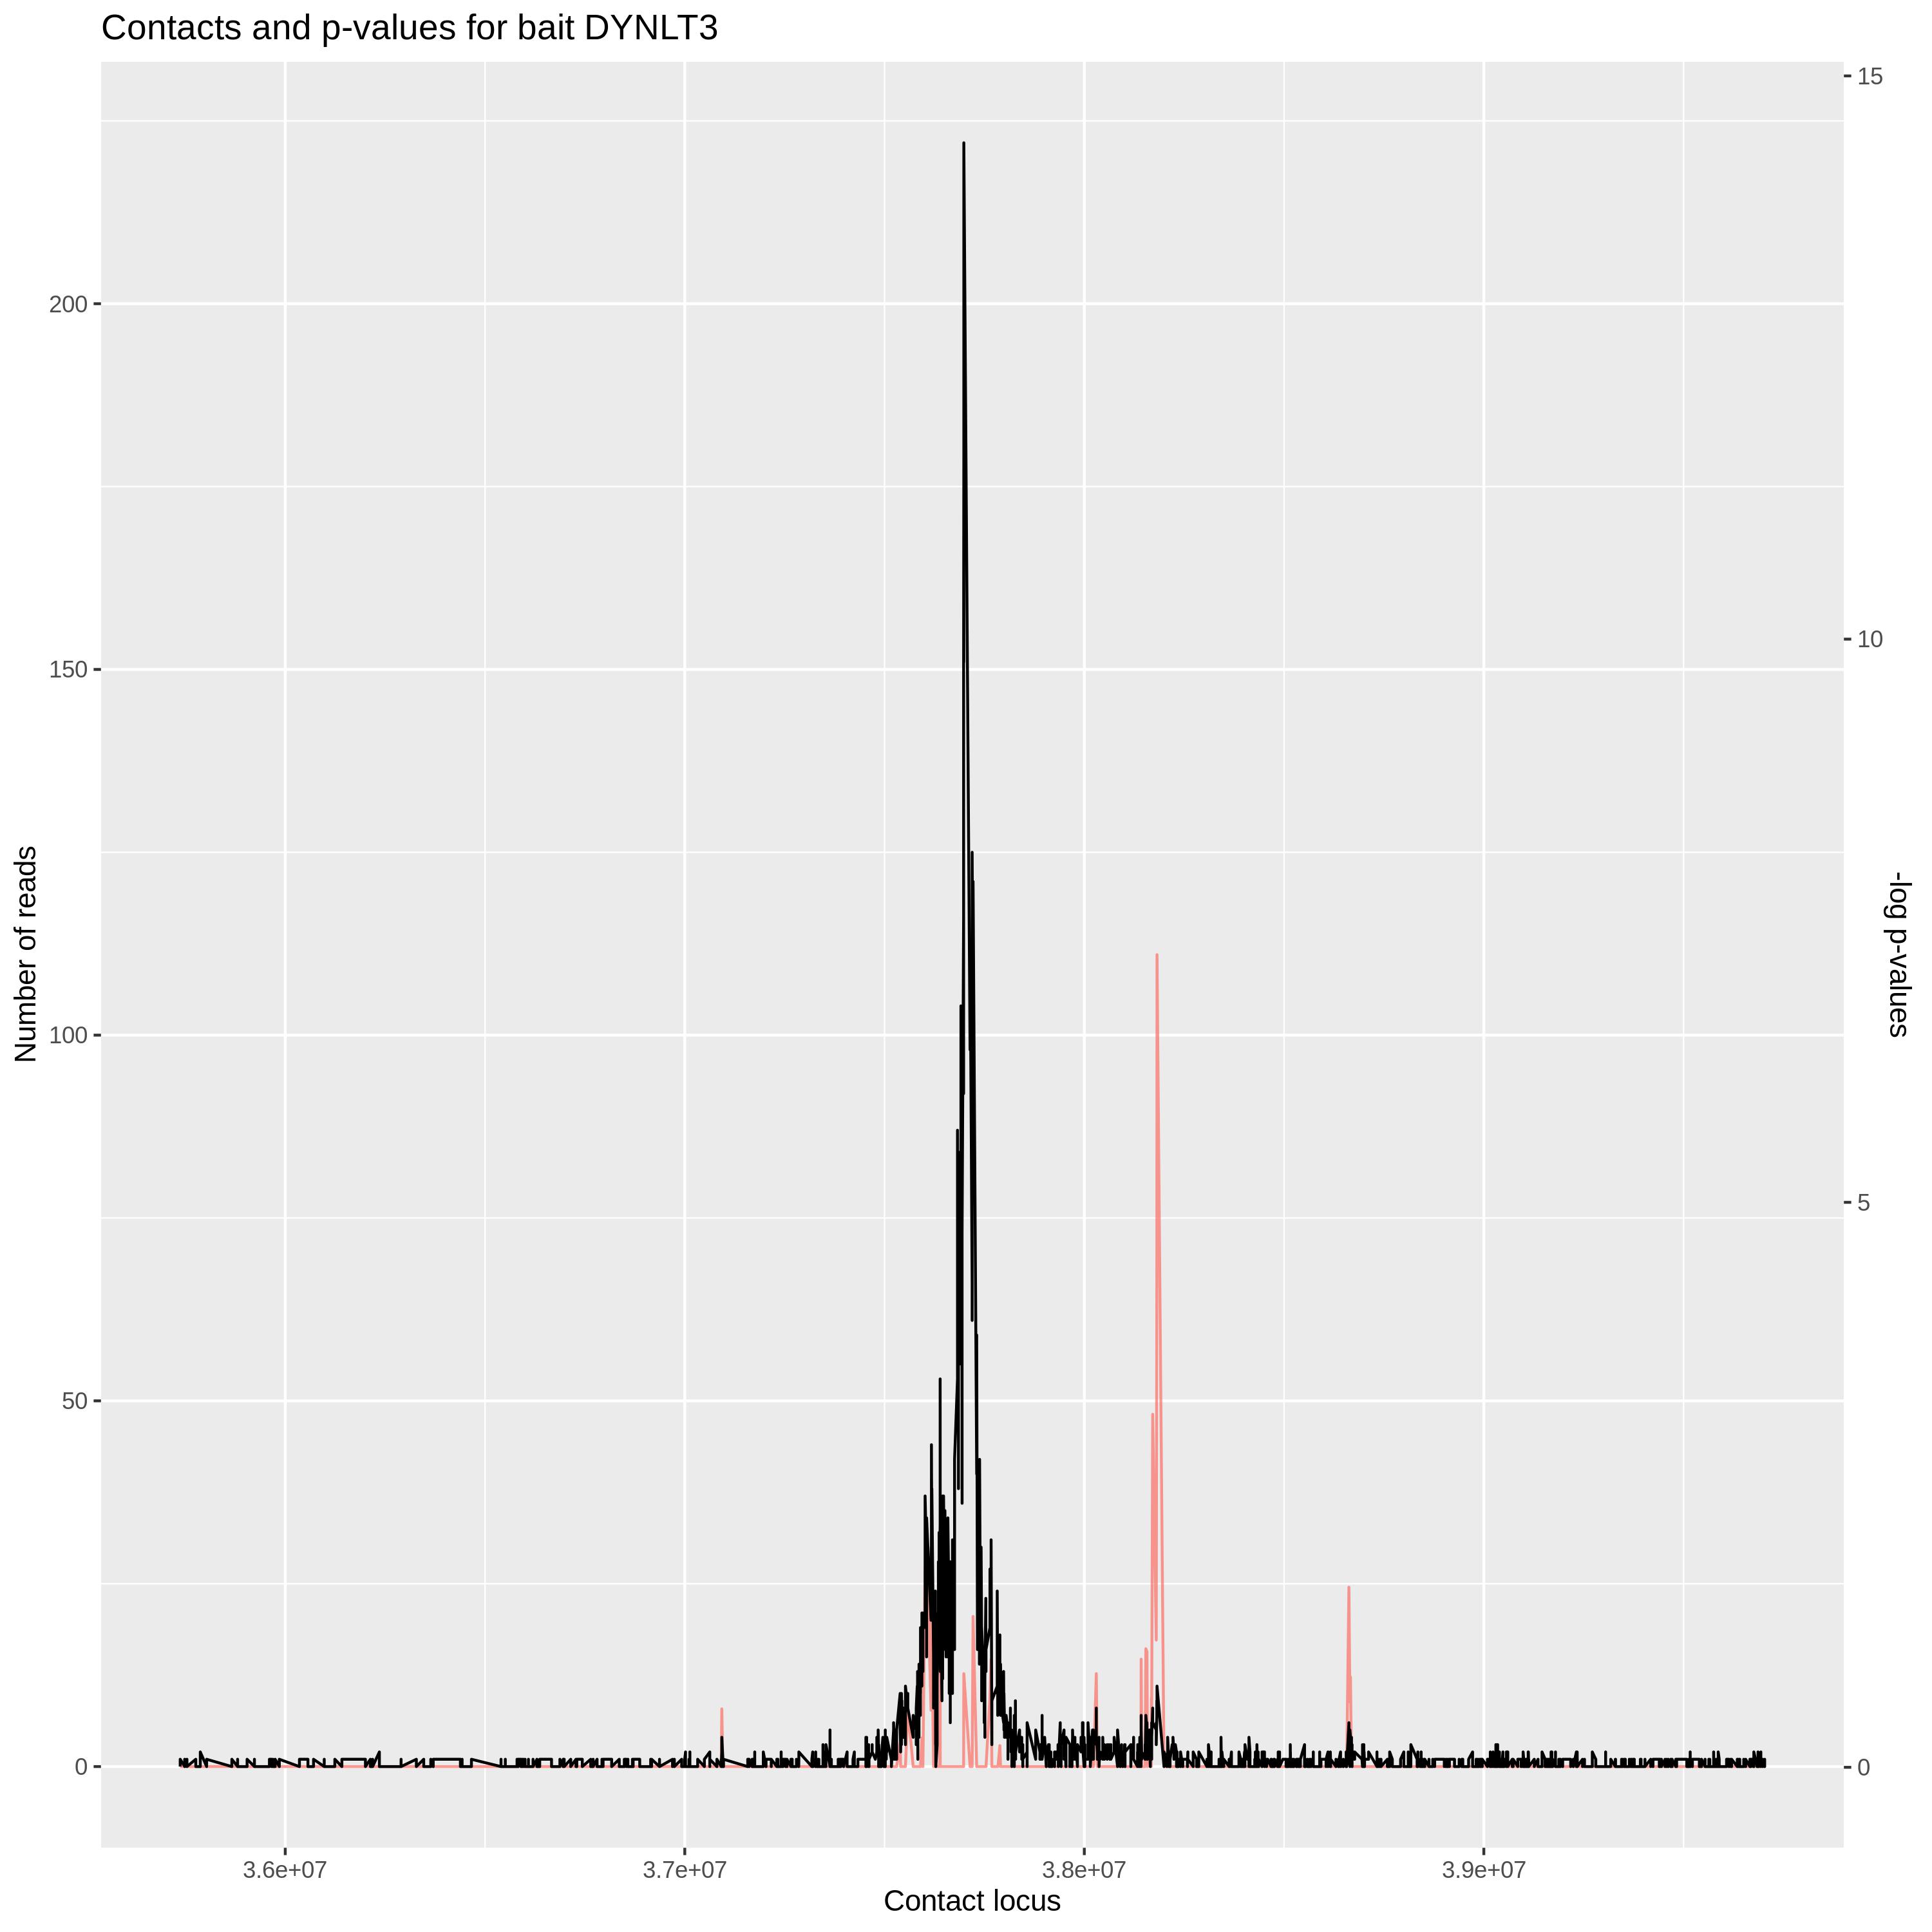 Contacts and p-values for bait DYNLT3
15
200
10
150
Number of reads
-log p-values
100
5
50
0
0
3.6e+07
3.7e+07
3.8e+07
3.9e+07
Contact locus